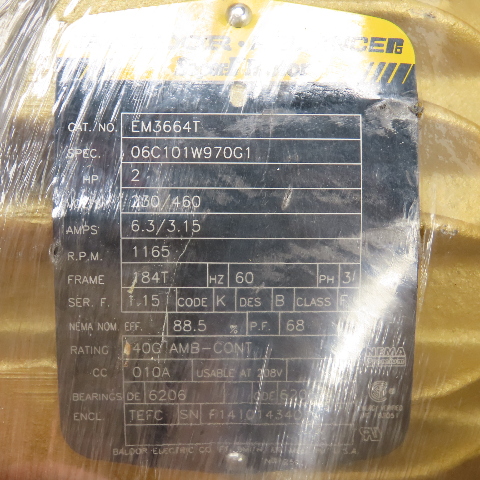 CAT./NO. EM3664T
SPEC. 06C101W970G1
HP 2
230/460
AMPS 6.3/3.15
R.P.M. 1165
FRAME 184T HZ 60 PH 3
SER. F. 1.15 CODE K DES B CLASS F
NEMA NOM EFF. 88.5 % P.F. 68
RATING 40C AMB-CONT
CC 010A USABLE AT 208V
BEARINGS DE 6206 ODE
ENCL. TEFC SN
NEMA
BALDOR ELECTRIC CO. U.S.A.